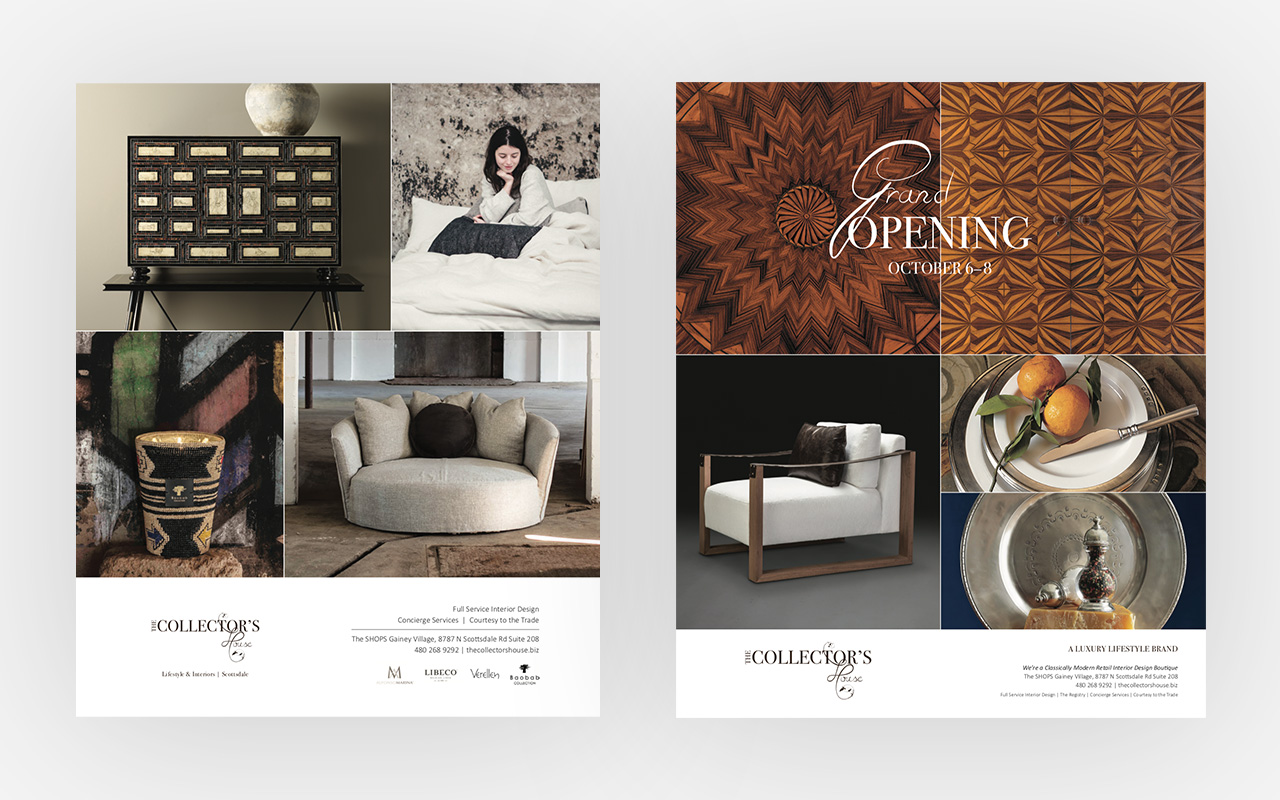 Baobab
COLLECTION
THE COLLECTOR'S
House
Lifestyle & Interiors | Scottsdale
Full Service Interior Design
Concierge Services | Courtesy to the Trade
The SHOPS Gainey Village, 8787 N Scottsdale Rd Suite 208
480 268 9292 | thecollectorshouse.biz
M
LIBECO
Verellen
Baobab
COLLECTION
Grand
OPENING
OCTOBER 6–8
THE COLLECTOR'S
House
A LUXURY LIFESTYLE BRAND
We're a Classically Modern Retail Interior Design Boutique
The SHOPS Gainey Village, 8787 N Scottsdale Rd Suite 208
480 268 9292 | thecollectorshouse.biz
Full Service Interior Design | The Registry | Concierge Services | Courtesy to the Trade